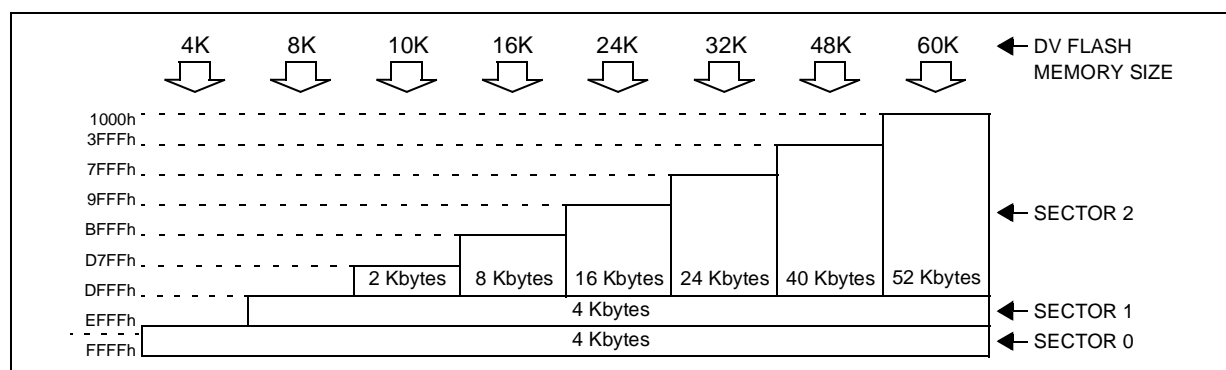 4K 8K 10K 16K 24K 32K 48K 60K DV FLASH
MEMORY SIZE
1000h
3FFFh
7FFFh
9FFFh
SECTOR 2
BFFFh
D7FFh
2 Kbytes 8 Kbytes 16 Kbytes 24 Kbytes 40 Kbytes 52 Kbytes
DFFFh
4 Kbytes SECTOR 1
EFFFh
4 Kbytes SECTOR 0
FFFFh